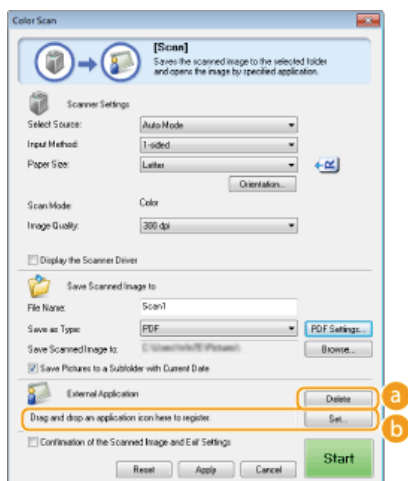 Color Scan
[Scan]
Saves the scanned image to the selected folder
and opens the image by specified application.
Scanner Settings
Select Source: Auto Mode
Input Method: 1-sided
Paper Size: Letter
Orientation...
Scan Mode: Color
Image Quality: 300 dpi
Display the Scanner Driver
Save Scanned Image to
File Name: Scan1
Save as Type: PDF PDF Settings...
Save Scanned Image to: Browse...
Save Pictures to a Subfolder with Current Date
External Application
Delete a
Drag and drop an application icon here to register. Set... b
Confirmation of the Scanned Image and Exif Settings
Reset Apply Cancel Start